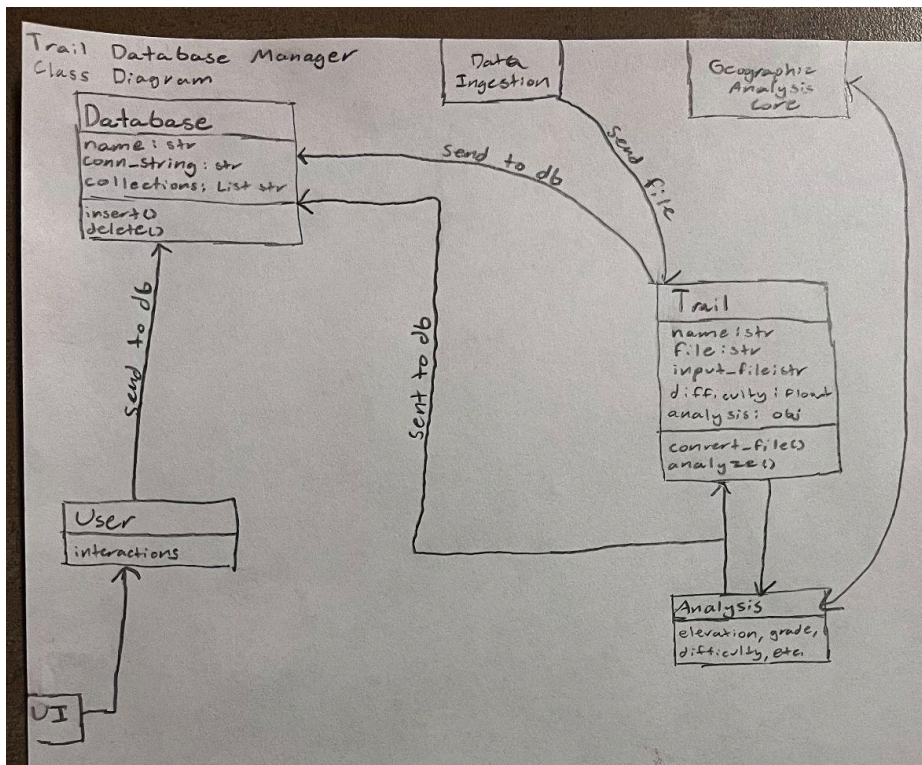 Trail Database Manager
Class Diagram
Data
Ingestion
Geographic
Analysis
Core
Database
name: str
conn_string: str
collections: List str
insert()
delete()
send to db
send file
sent to db
send to db
Trail
name: str
file: str
input_file: str
difficulty: float
analysis: obj
convert_file()
analyze()
User
interactions
Analysis
elevation, grade,
difficulty, etc.
UI